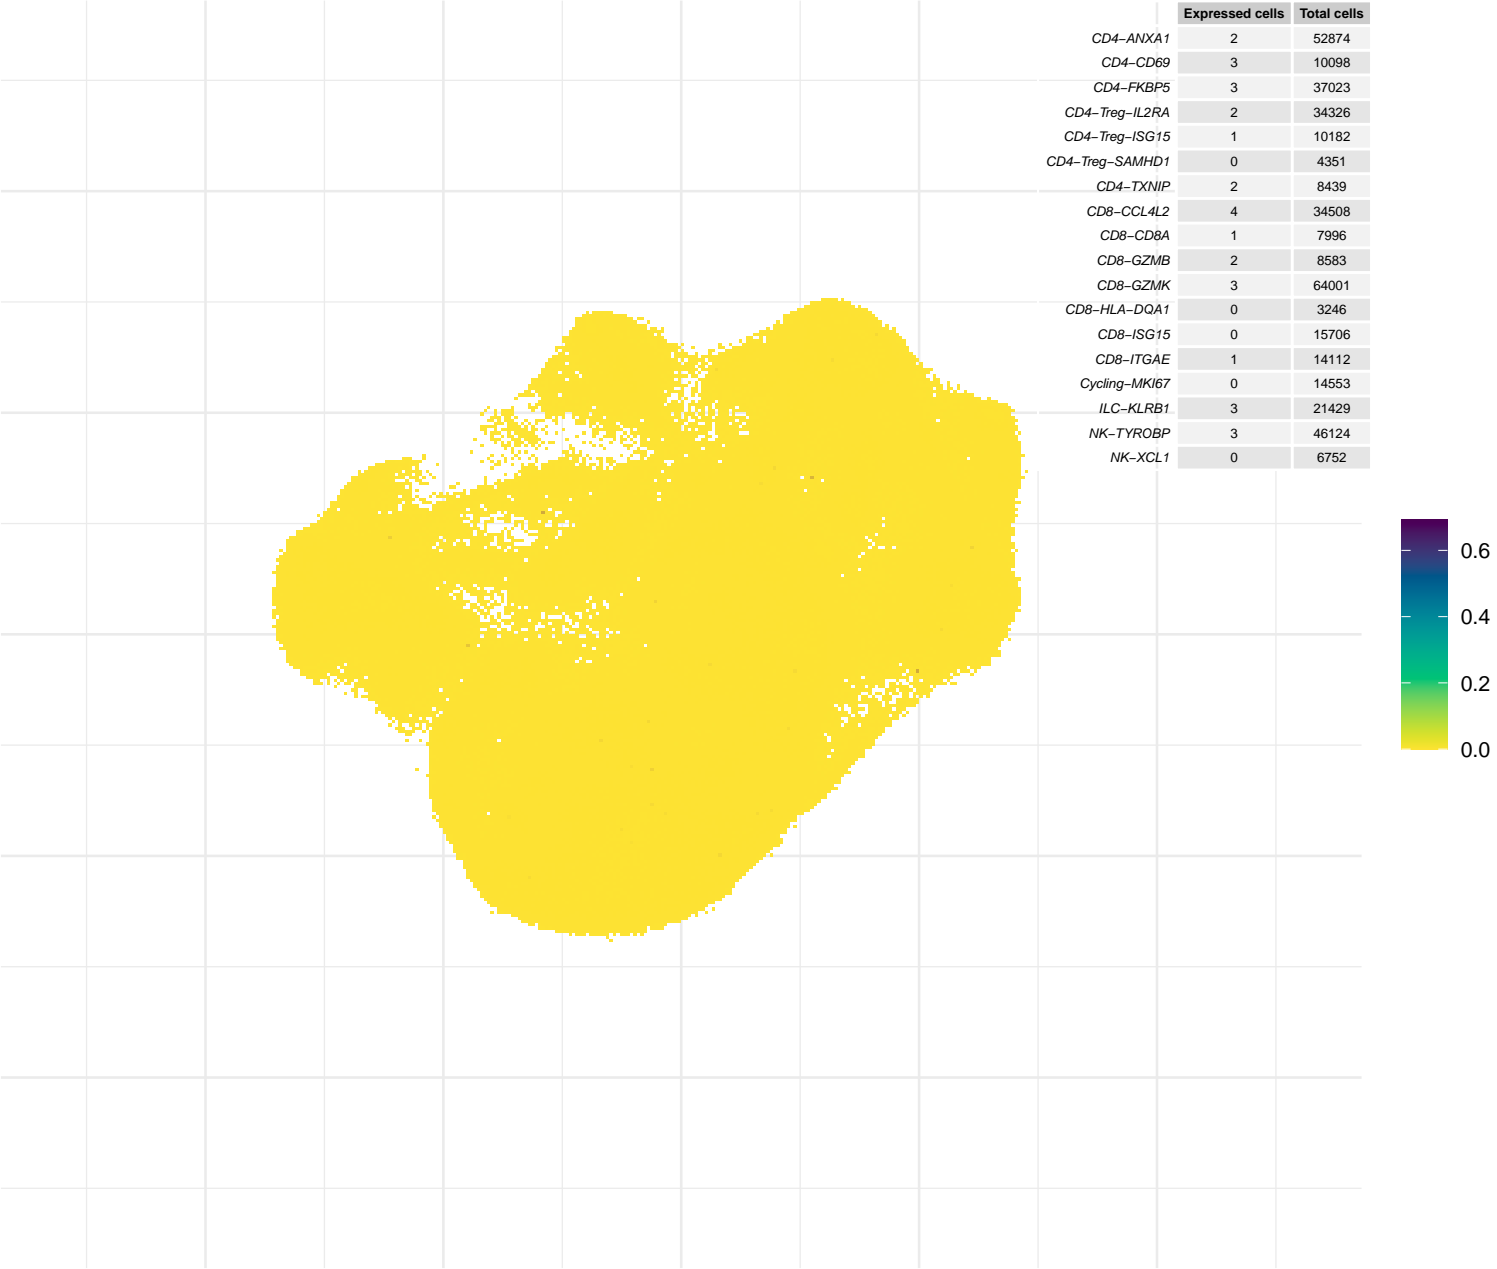 Expressed cells Total cells
CD4−ANXA1 2 52874
CD4−CD69 3 10098
CD4−FKBP5 3 37023
CD4−Treg−IL2RA 2 34326
CD4−Treg−ISG15 1 10182
CD4−Treg−SAMHD1 0 4351
CD4−TXNIP 2 8439
CD8−CCL4L2 4 34508
CD8−CD8A 1 7996
CD8−GZMB 2 8583
CD8−GZMK 3 64001
CD8−HLA−DQA1 0 3246
CD8−ISG15 0 15706
CD8−ITGAE 1 14112
Cycling−MKI67 0 14553
ILC−KLRB1 3 21429
NK−TYROBP 3 46124
NK−XCL1 0 6752
0.6
0.4
0.2
0.0